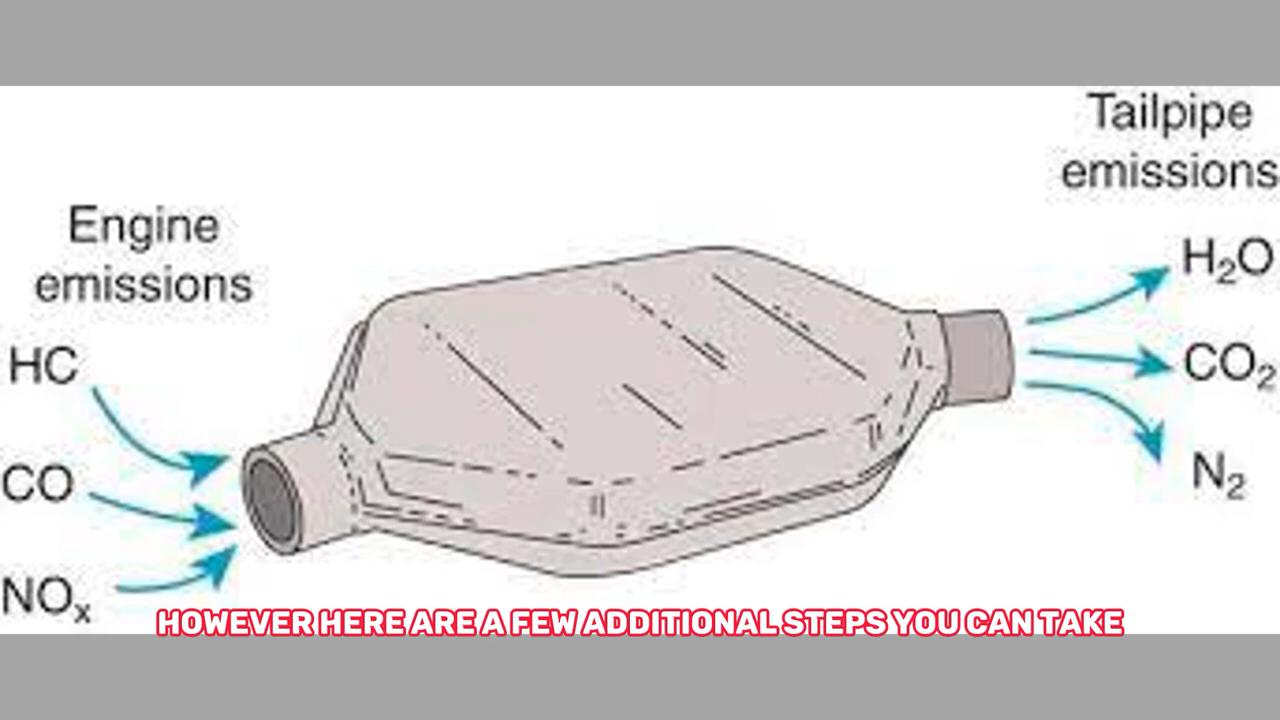 Engine
emissions
HC
CO
NOₓ
Tailpipe
emissions
H₂O
CO₂
N₂
HOWEVER HERE ARE A FEW ADDITIONAL STEPS YOU CAN TAKE